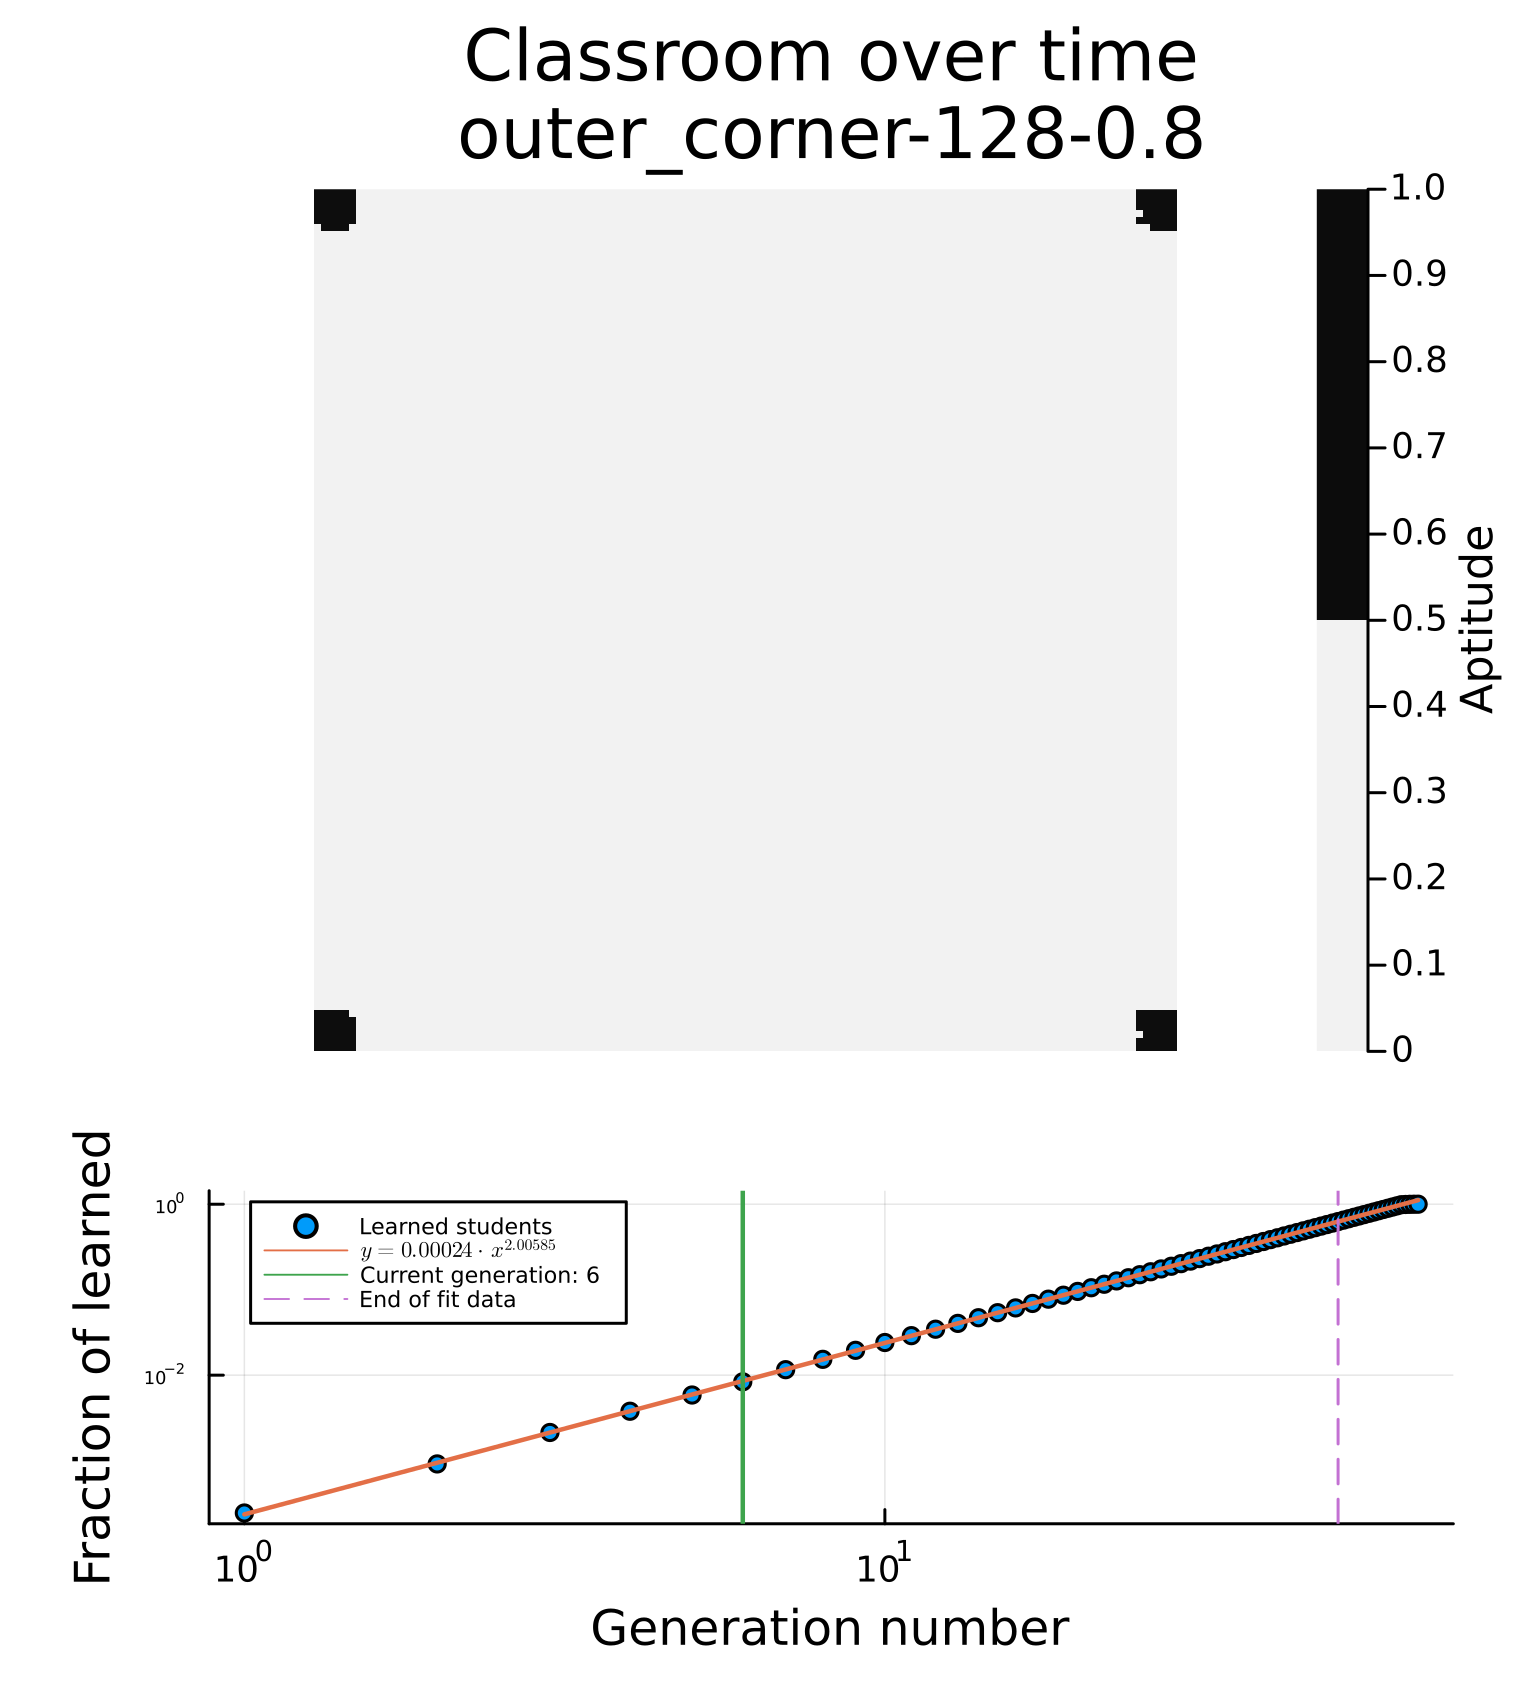 Classroom over time
outer_corner-128-0.8
1.0
0.9
0.8
0.7
0.6
0.5
0.4
0.3
0.2
0.1
0
Aptitude
Fraction of learned
10^0
10^-2
Learned students
y = 0.00024 · x^2.00585
Current generation: 6
End of fit data
10^0
10^1
Generation number